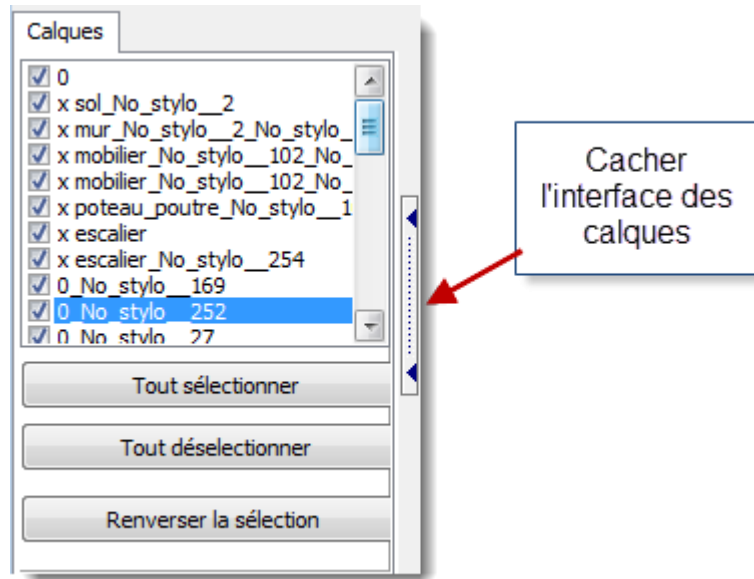 Calques
0
x sol_No_stylo__2
x mur_No_stylo__2_No_stylo_
x mobilier_No_stylo__102_No_
x mobilier_No_stylo__102_No_
x poteau_poutre_No_stylo__1
x escalier
x escalier_No_stylo__254
0_No_stylo__169
0_No_stylo__252
0_No_stylo__27
Tout sélectionner
Tout déselectionner
Renverser la sélection
Cacher
l'interface des
calques